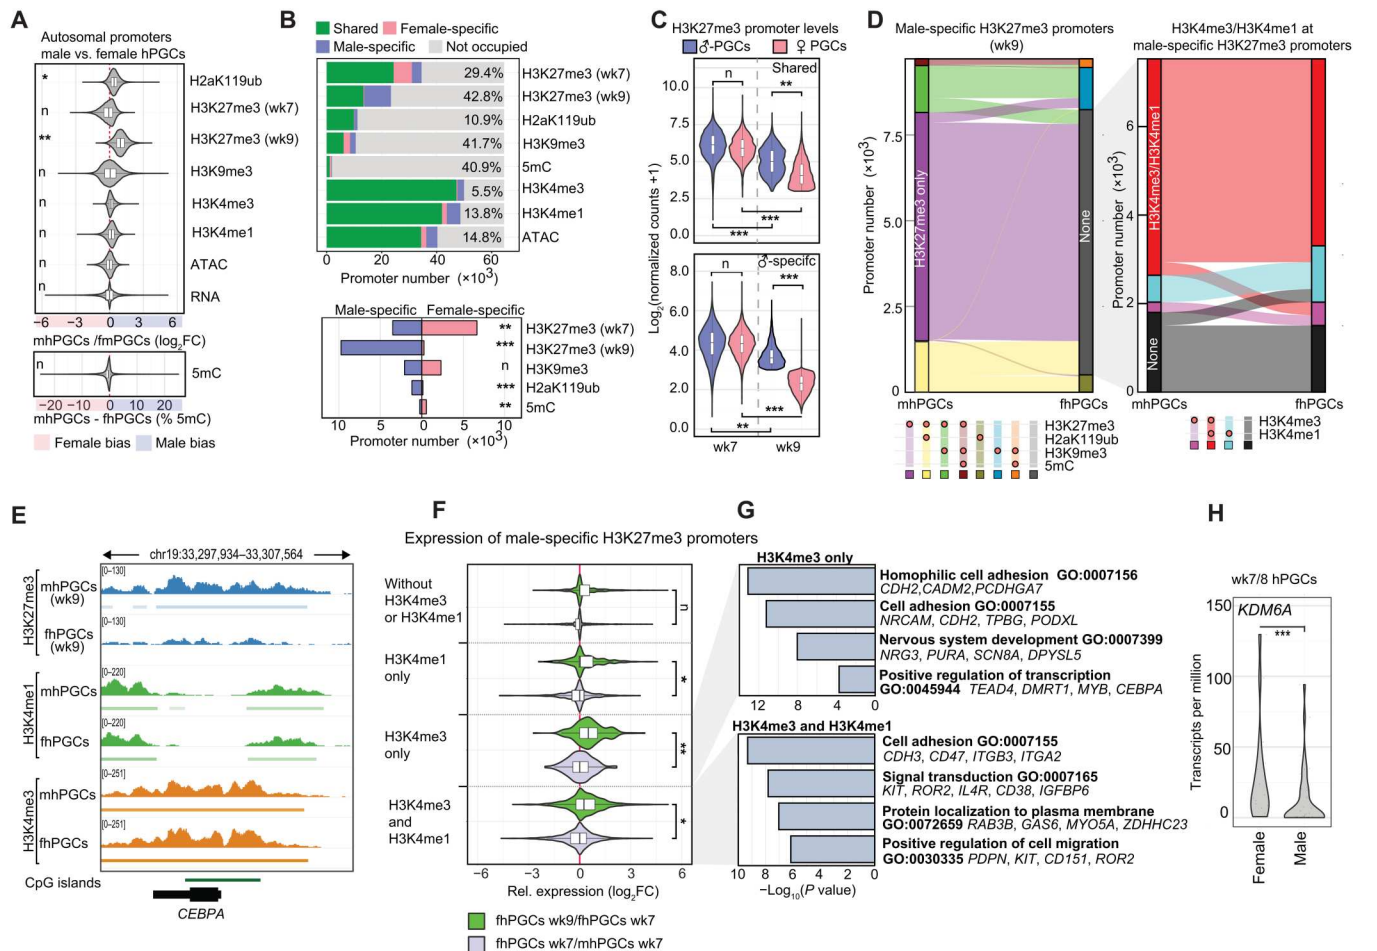 A
Autosomal promoters
male vs. female hPGCs
* H2aK119ub
n H3K27me3 (wk7)
** H3K27me3 (wk9)
n H3K9me3
n H3K4me3
n H3K4me1
n ATAC
n RNA
−6 −3 0 3 6
mhPGCs /fmPGCs (log2FC)
n 5mC
−20 −10 0 10 20
mhPGCs - fhPGCs (% 5mC)
Female bias Male bias
B
Shared Female-specific
Male-specific Not occupied
29.4% H3K27me3 (wk7)
42.8% H3K27me3 (wk9)
10.9% H2aK119ub
41.7% H3K9me3
40.9% 5mC
5.5% H3K4me3
13.8% H3K4me1
14.8% ATAC
0 20 40 60
Promoter number (×10³)
Male-specific Female-specific
** H3K27me3 (wk7)
*** H3K27me3 (wk9)
n H3K9me3
*** H2aK119ub
** 5mC
10 5 0 5 10
Promoter number (×10³)
C
H3K27me3 promoter levels
♂-PGCs ♀ PGCs
Shared
n
**
10.0
7.5
5.0
2.5
0.0
***
***
♂-specifc
n
***
8.0
6.0
4.0
2.0
0.0
***
**
Log2(normalized counts +1)
wk7 wk9
D
Male-specific H3K27me3 promoters
(wk9)
Promoter number (×10³)
7.5
5.0
2.5
0
H3K27me3 only
None
mhPGCs fhPGCs
H3K27me3
H2aK119ub
H3K9me3
5mC
H3K4me3/H3K4me1 at
male-specific H3K27me3 promoters
Promoter number (×10³)
6
4
2
0
H3K4me3/H3K4me1
None
mhPGCs fhPGCs
H3K4me3
H3K4me1
E
chr19:33,297,934–33,307,564
H3K27me3
[0–130]
mhPGCs
(wk9)
[0–130]
fhPGCs
(wk9)
H3K4me1
[0–220]
mhPGCs
[0–220]
fhPGCs
H3K4me3
[0–251]
mhPGCs
[0–251]
fhPGCs
CpG islands
CEBPA
F
Expression of male-specific H3K27me3 promoters
Without
H3K4me3
or H3K4me1
n
H3K4me1
only
*
H3K4me3
only
**
H3K4me3
and
H3K4me1
*
−6 −3 0 3 6
Rel. expression (log2FC)
fhPGCs wk9/fhPGCs wk7
fhPGCs wk7/mhPGCs wk7
G
H3K4me3 only
Homophilic cell adhesion GO:0007156
CDH2,CADM2,PCDHGA7
Cell adhesion GO:0007155
NRCAM, CDH2, TPBG, PODXL
Nervous system development GO:0007399
NRG3, PURA, SCN8A, DPYSL5
Positive regulation of transcription
GO:0045944 TEAD4, DMRT1, MYB, CEBPA
12 8 4 0
H3K4me3 and H3K4me1
Cell adhesion GO:0007155
CDH3, CD47, ITGB3, ITGA2
Signal transduction GO:0007165
KIT, ROR2, IL4R, CD38, IGFBP6
Protein localization to plasma membrane
GO:0072659 RAB3B, GAS6, MYO5A, ZDHHC23
Positive regulation of cell migration
GO:0030335 PDPN, KIT, CD151, ROR2
10 8 6 4 2 0
−Log10(P value)
H
wk7/8 hPGCs
KDM6A
***
Transcripts per million
150
100
50
0
Female
Male